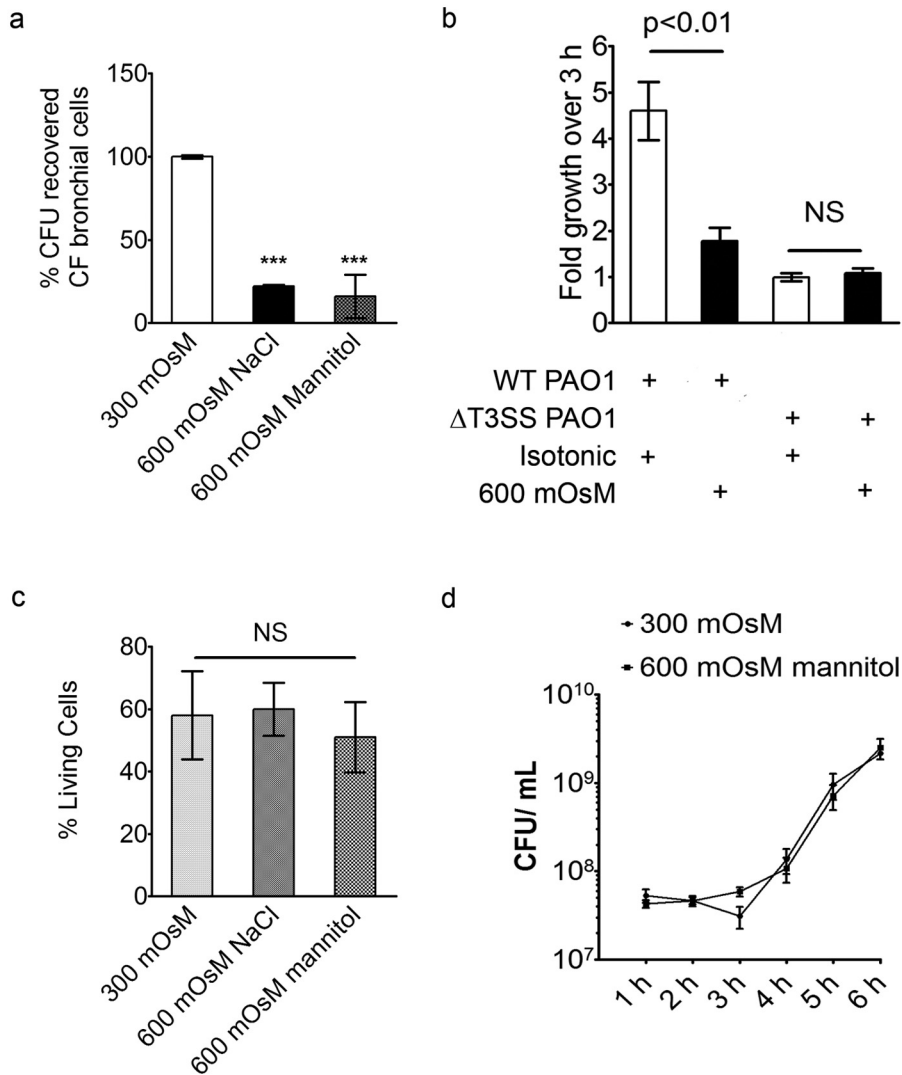 a
% CFU recovered
CF bronchial cells
150
100
50
0
***
***
300 mOsM
600 mOsM NaCl
600 mOsM Mannitol
b
p<0.01
Fold growth over 3 h
6
5
4
3
2
1
0
NS
WT PAO1 + +
ΔT3SS PAO1 + +
Isotonic + +
600 mOsM + +
c
% Living Cells
80
60
40
20
0
NS
300 mOsM
600 mOsM NaCl
600 mOsM mannitol
d
300 mOsM
600 mOsM mannitol
CFU/ mL
10¹⁰
10⁹
10⁸
10⁷
1 h
2 h
3 h
4 h
5 h
6 h